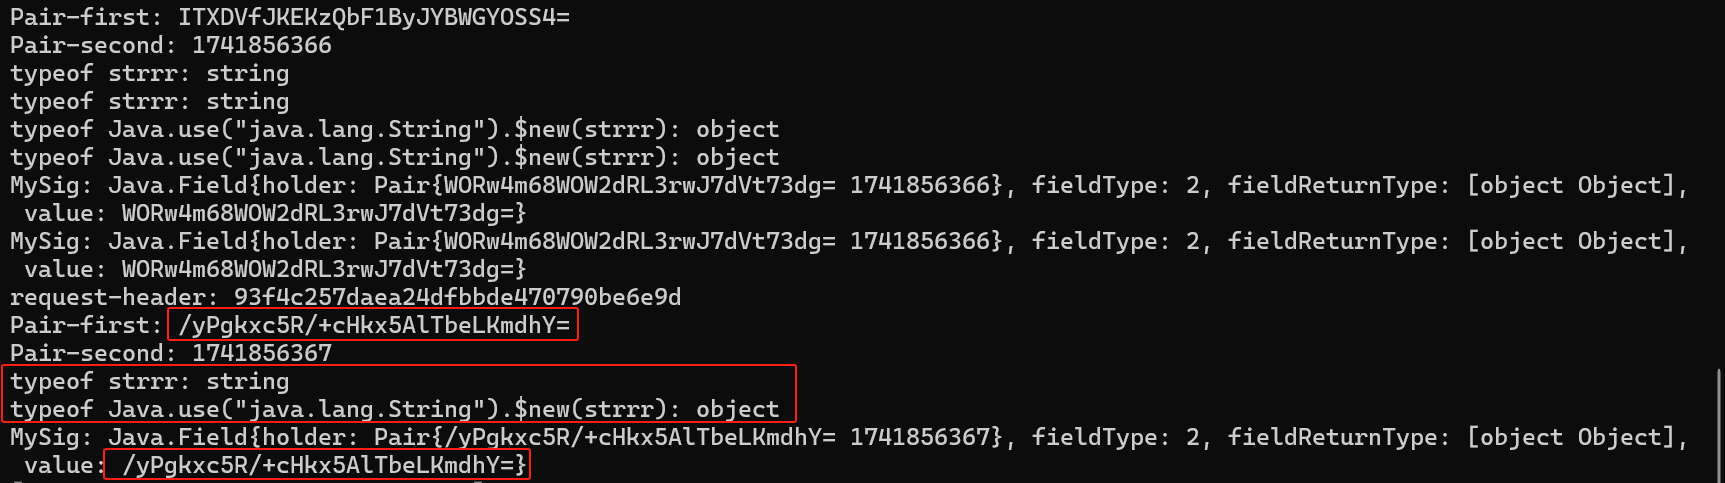 Pair-first: ITXDVfJKEKzQbF1ByJYBWGYOSS4=
Pair-second: 1741856366
typeof strrr: string
typeof strrr: string
typeof Java.use("java.lang.String").$new(strrr): object
typeof Java.use("java.lang.String").$new(strrr): object
MySig: Java.Field{holder: Pair{WORw4m68WOW2dRL3rwJ7dVt73dg= 1741856366}, fieldType: 2, fieldReturnType: [object Object],
value: WORw4m68WOW2dRL3rwJ7dVt73dg=}
MySig: Java.Field{holder: Pair{WORw4m68WOW2dRL3rwJ7dVt73dg= 1741856366}, fieldType: 2, fieldReturnType: [object Object],
value: WORw4m68WOW2dRL3rwJ7dVt73dg=}
request-header: 93f4c257daea24dfbbde470790be6e9d
Pair-first: /yPgkxc5R/+cHkx5AlTbeLKmdhY=
Pair-second: 1741856367
typeof strrr: string
typeof Java.use("java.lang.String").$new(strrr): object
MySig: Java.Field{holder: Pair{/yPgkxc5R/+cHkx5AlTbeLKmdhY= 1741856367}, fieldType: 2, fieldReturnType: [object Object],
value: /yPgkxc5R/+cHkx5AlTbeLKmdhY=}